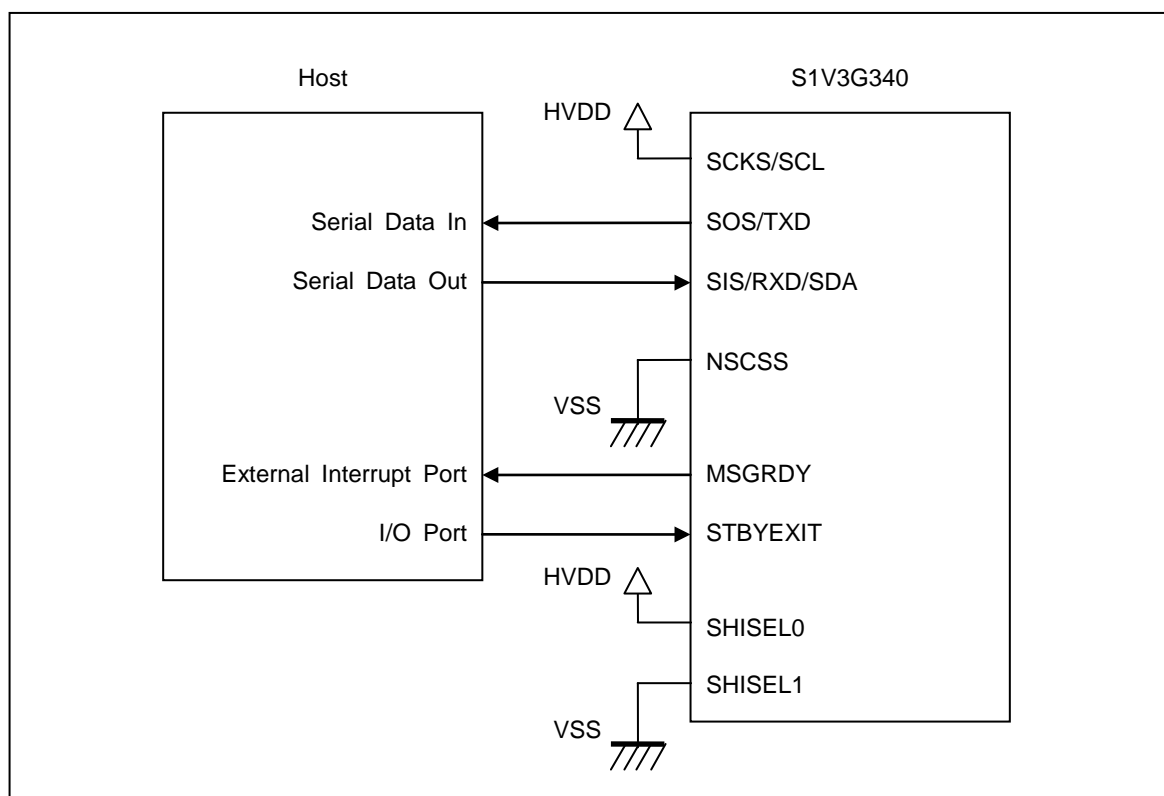 Host
S1V3G340
HVDD
SCKS/SCL
Serial Data In
SOS/TXD
Serial Data Out
SIS/RXD/SDA
NSCSS
VSS
External Interrupt Port
MSGRDY
I/O Port
STBYEXIT
HVDD
SHISEL0
SHISEL1
VSS